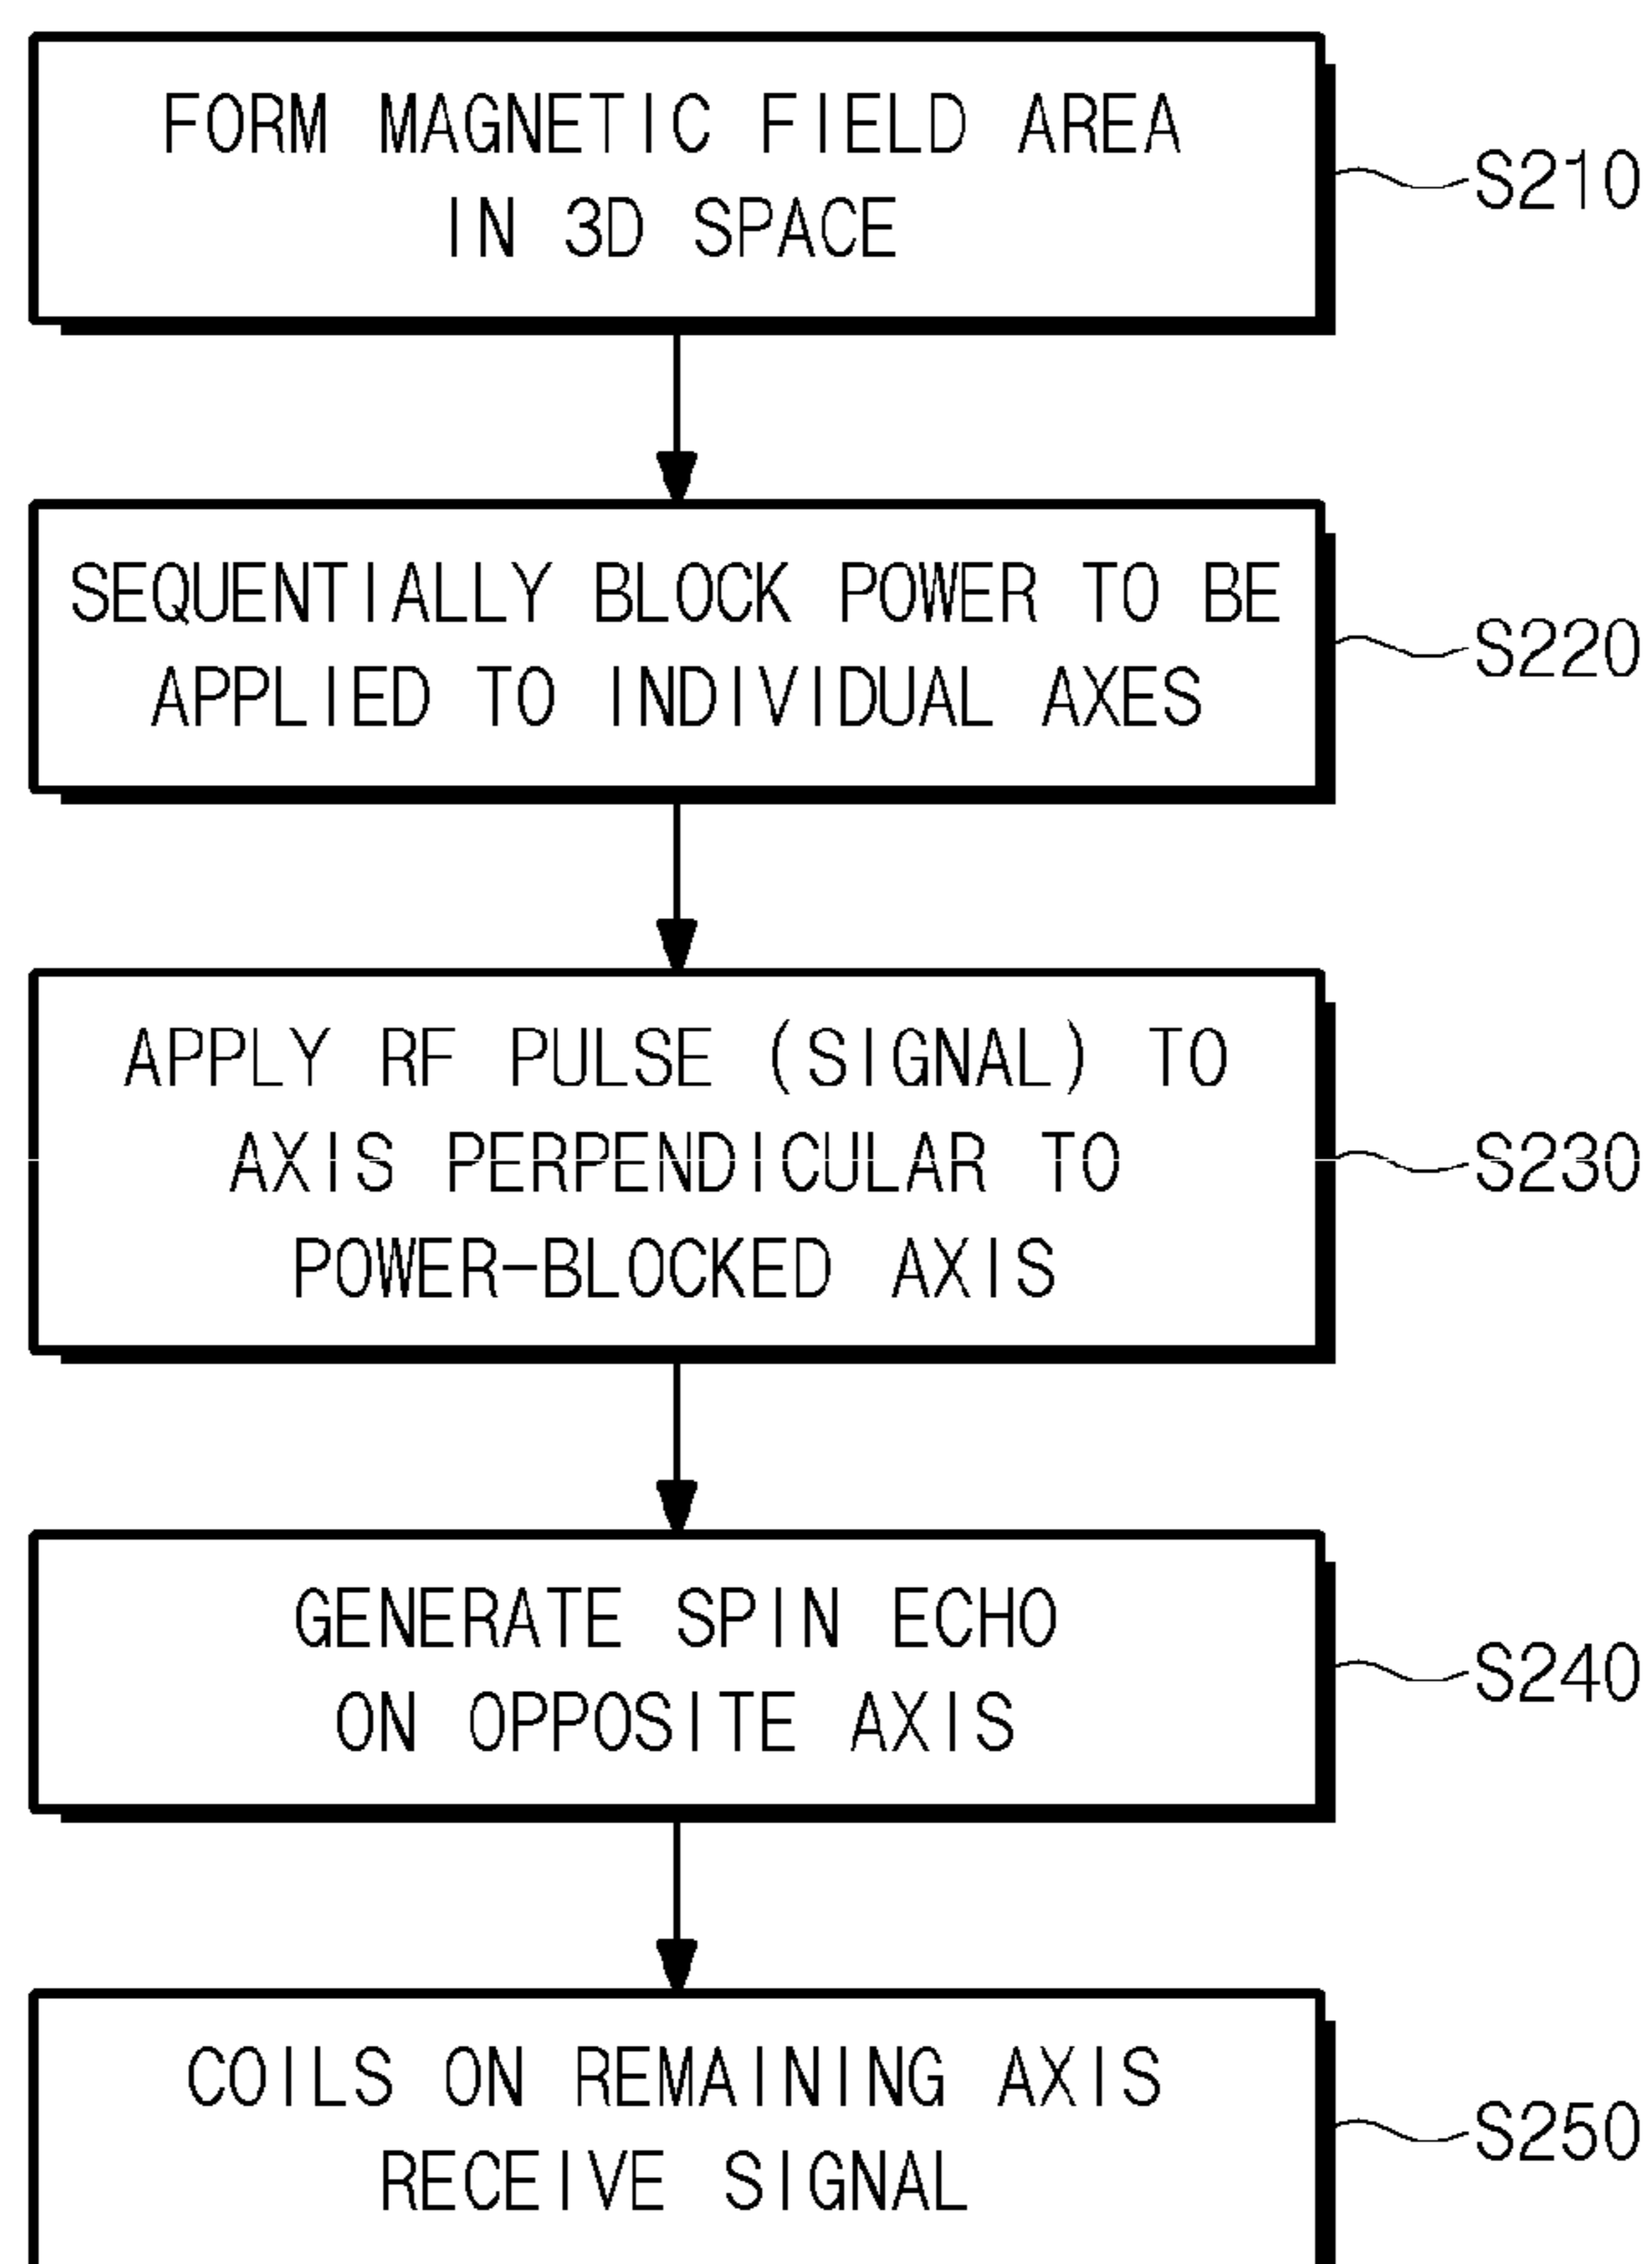 FORM MAGNETIC FIELD AREA
IN 3D SPACE
S210
SEQUENTIALLY BLOCK POWER TO BE
APPLIED TO INDIVIDUAL AXES
S220
APPLY RF PULSE (SIGNAL) TO
AXIS PERPENDICULAR TO
POWER-BLOCKED AXIS
S230
GENERATE SPIN ECHO
ON OPPOSITE AXIS
S240
COILS ON REMAINING AXIS
RECEIVE SIGNAL
S250